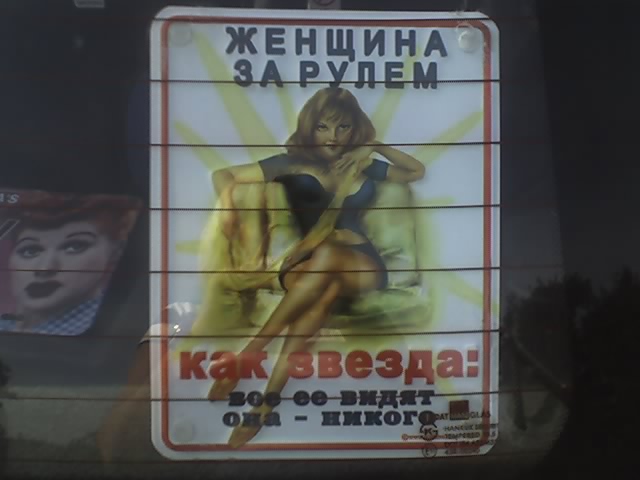 ЖЕНЩИНА
ЗА РУЛЕМ
как звезда:
все ее видят
она - никого